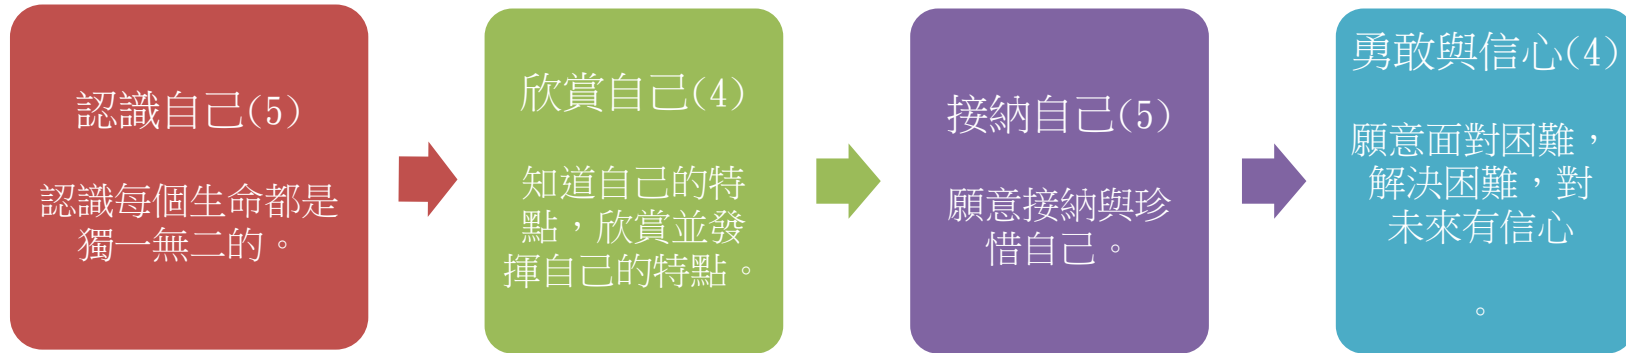 認識自己(5)
認識每個生命都是
獨一無二的。
欣賞自己(4)
知道自己的特
點，欣賞並發
揮自己的特點。
接納自己(5)
願意接納與珍
惜自己。
勇敢與信心(4)
願意面對困難，
解決困難，對
未來有信心
。